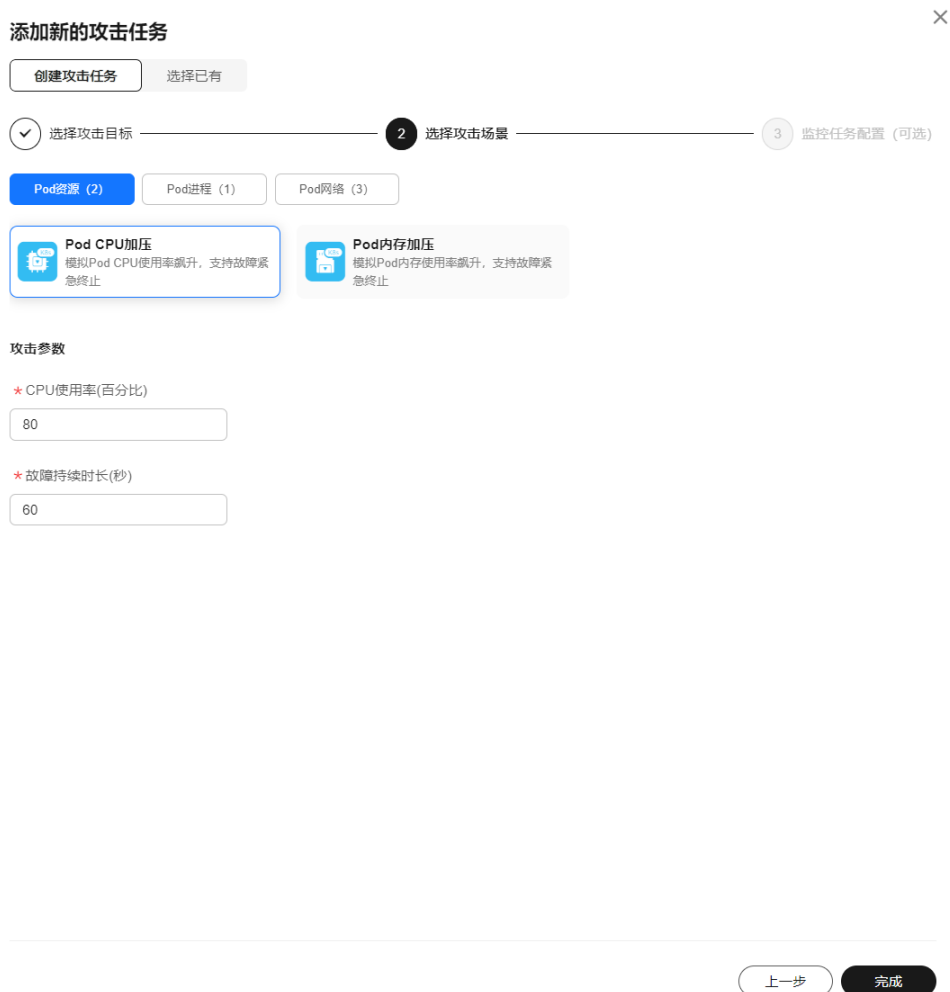 添加新的攻击任务
创建攻击任务 选择已有
选择攻击目标 2 选择攻击场景 3 监控任务配置（可选）
Pod资源（2） Pod进程（1） Pod网络（3）
Pod CPU加压
模拟Pod CPU使用率飙升，支持故障紧
急终止
Pod内存加压
模拟Pod内存使用率飙升，支持故障紧
急终止
攻击参数
* CPU使用率(百分比)
80
* 故障持续时长(秒)
60
上一步 完成